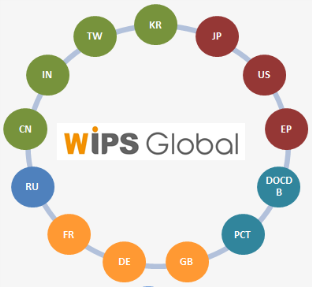 KR
JP
US
EP
DOCD
B
PCT
GB
DE
FR
RU
CN
IN
TW
WIPS Global